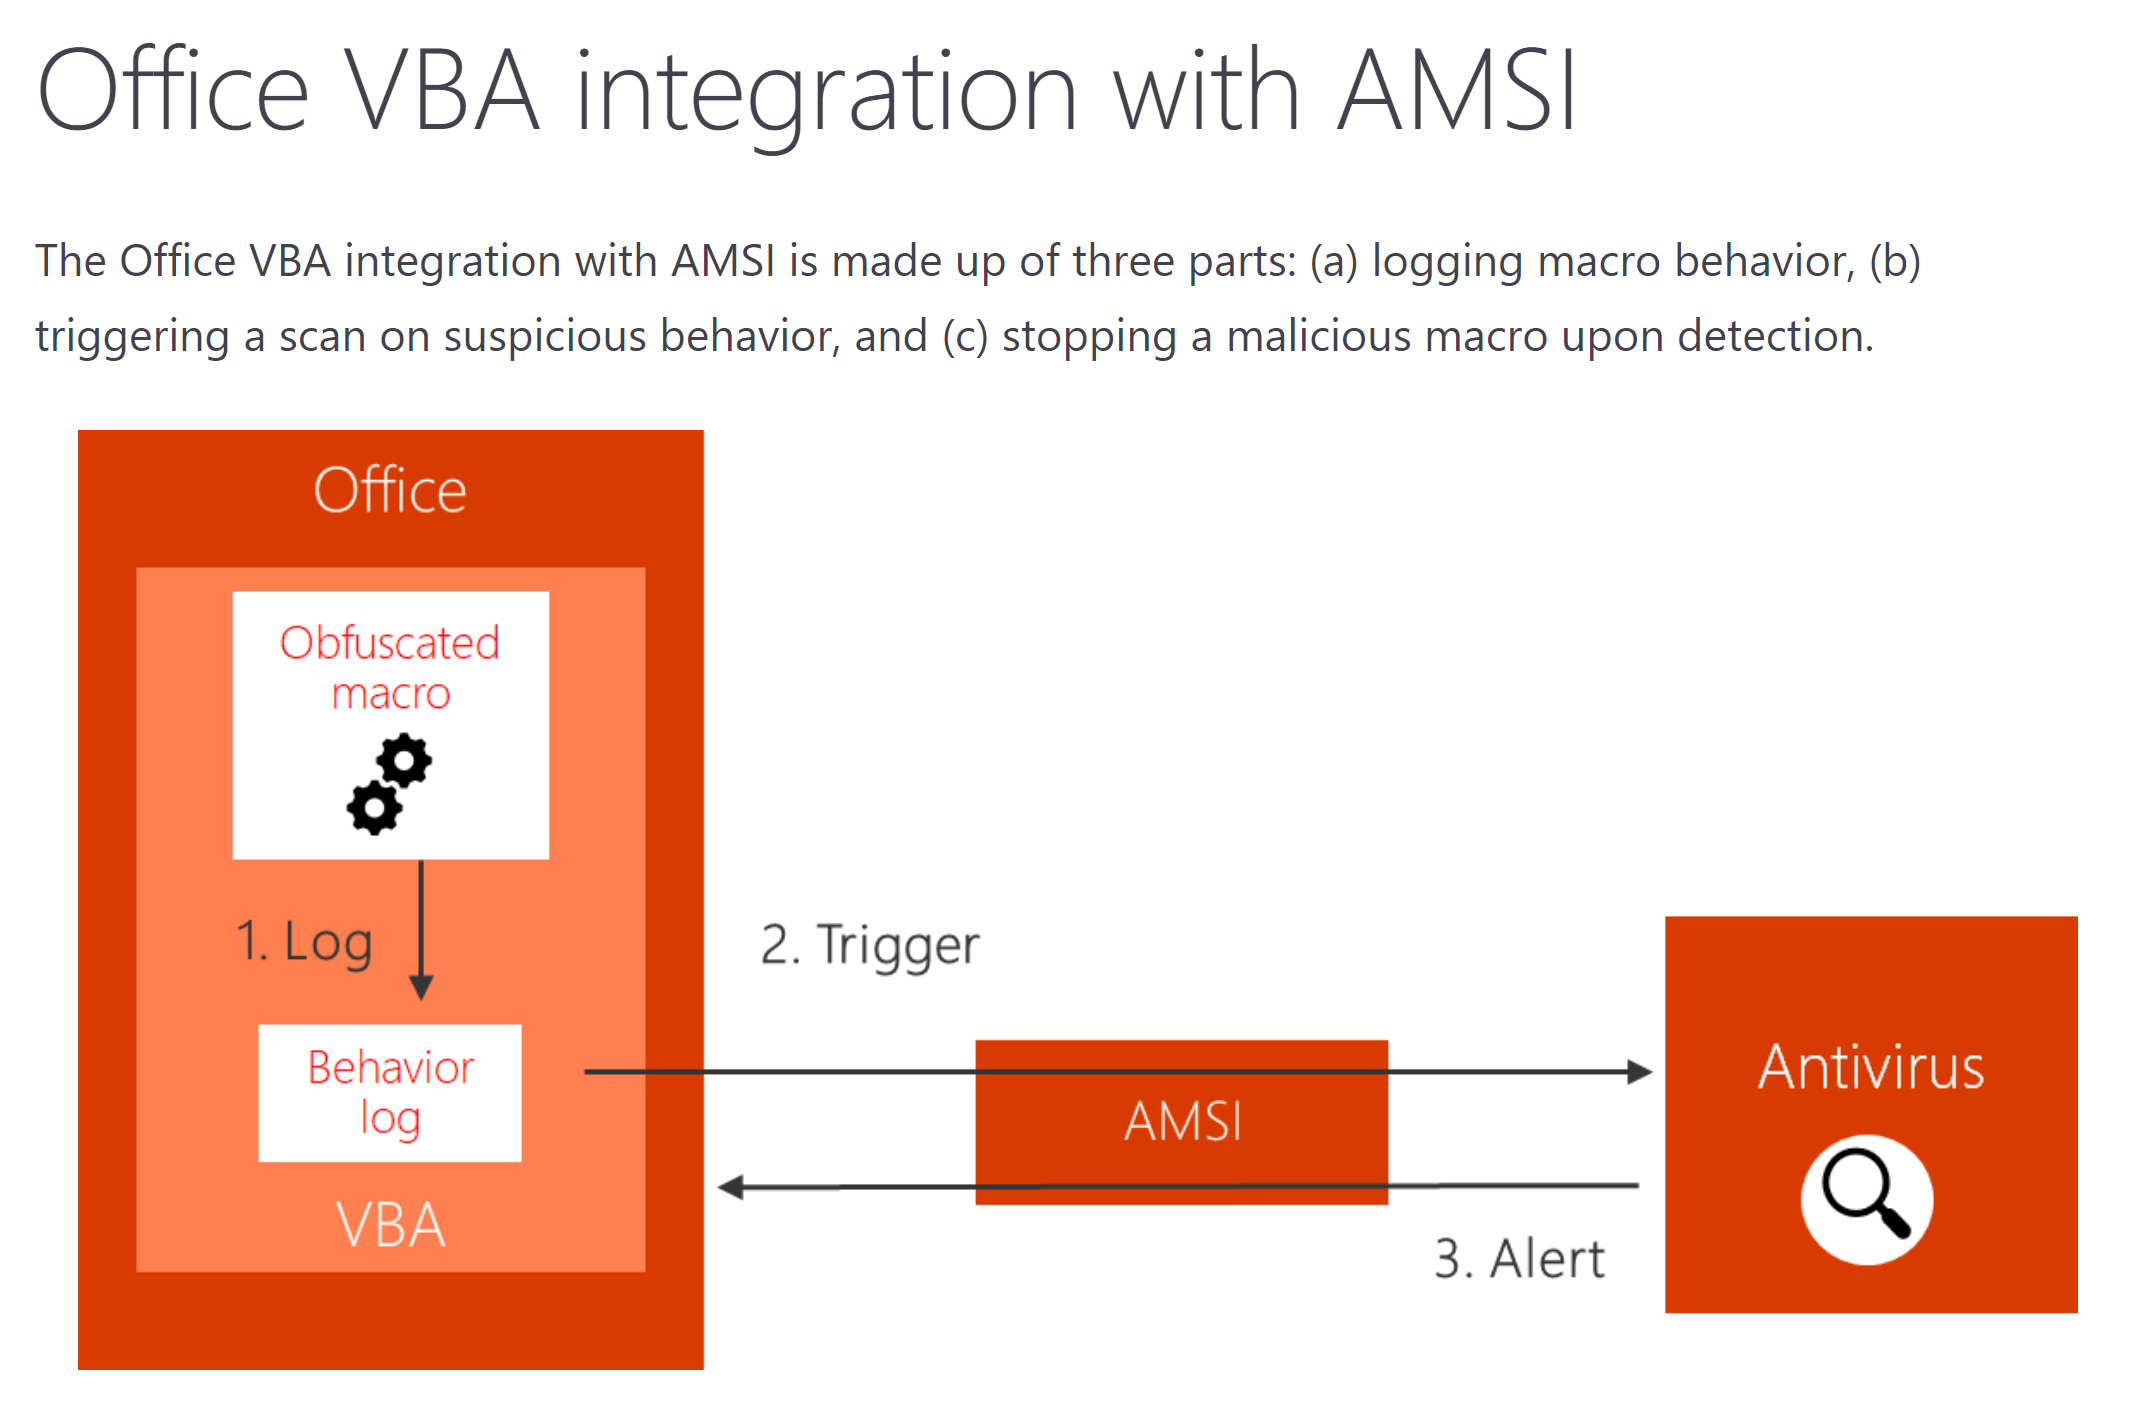 Office VBA integration with AMSI
The Office VBA integration with AMSI is made up of three parts: (a) logging macro behavior, (b)
triggering a scan on suspicious behavior, and (c) stopping a malicious macro upon detection.
Office
Obfuscated
macro
1. Log
Behavior
log
VBA
2. Trigger
AMSI
3. Alert
Antivirus